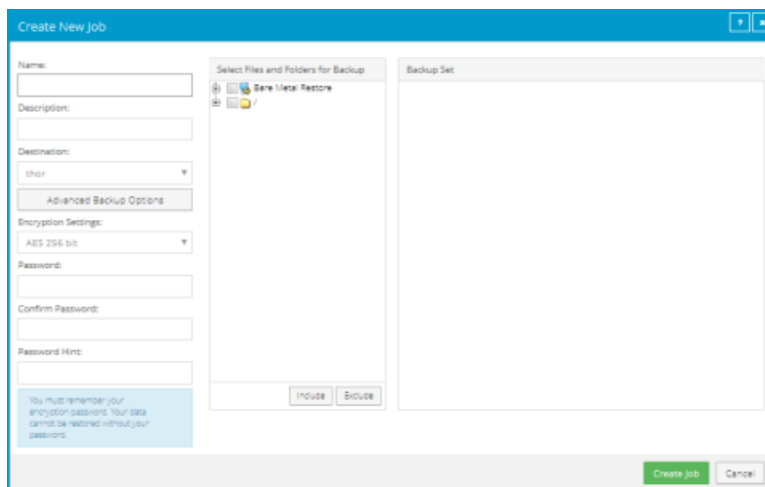 Create New Job
?
Name:
Description:
Destination:
thor
Advanced Backup Options
Encryption Settings:
AES 256 bit
Password:
Confirm Password:
Password Hint:
You must remember your
encryption password. Your data
cannot be restored without your
password.
Select Files and Folders for Backup
Bare Metal Restore
/
Include
Exclude
Backup Set
Create Job
Cancel